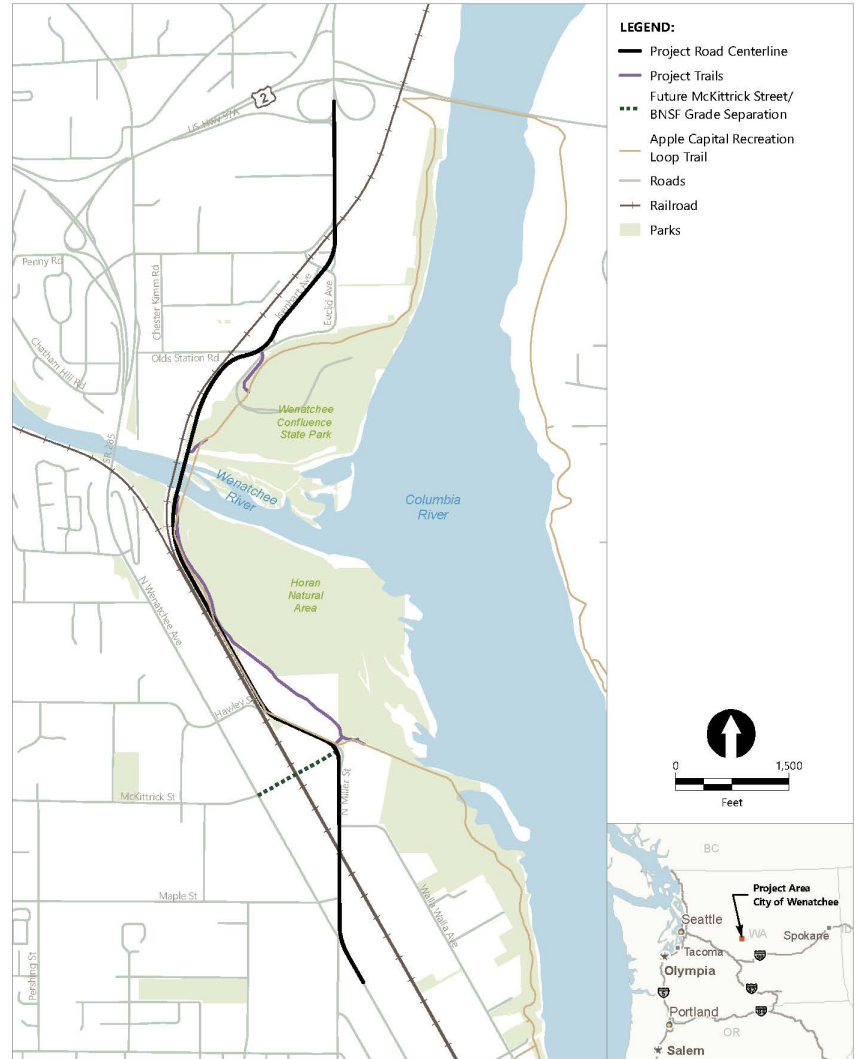 2
US Hwy 97A
Penny Rd
Chester Kimm Rd
Isenhart Ave
Euclid Ave
Chatham Hill Rd
Olds Station Rd
SR 285
Wenatchee
Confluence
State Park
Wenatchee
River
Columbia
River
Horan
Natural
Area
N Wenatchee Ave
Hawley St
McKittrick St
N Miller St
Maple St
Walla Walla Ave
Pershing St
LEGEND:
Project Road Centerline
Project Trails
Future McKittrick Street/
BNSF Grade Separation
Apple Capital Recreation
Loop Trail
Roads
Railroad
Parks
0
1,500
Feet
BC
Project Area
City of Wenatchee
Seattle
WA
Spokane
ID
Tacoma
Olympia
Portland
OR
Salem